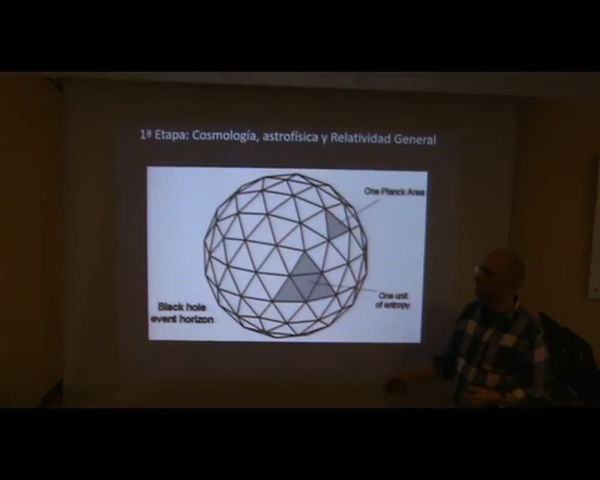 1ª Etapa: Cosmología, astrofísica y Relatividad General
One Planck Area
One unit
of entropy
Black hole
event horizon